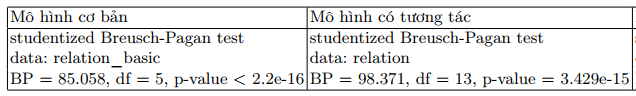 Mô hình cơ bản
Mô hình có tương tác
studentized Breusch-Pagan test
data: relation_basic
BP = 85.058, df = 5, p-value < 2.2e-16
studentized Breusch-Pagan test
data: relation
BP = 98.371, df = 13, p-value = 3.429e-15